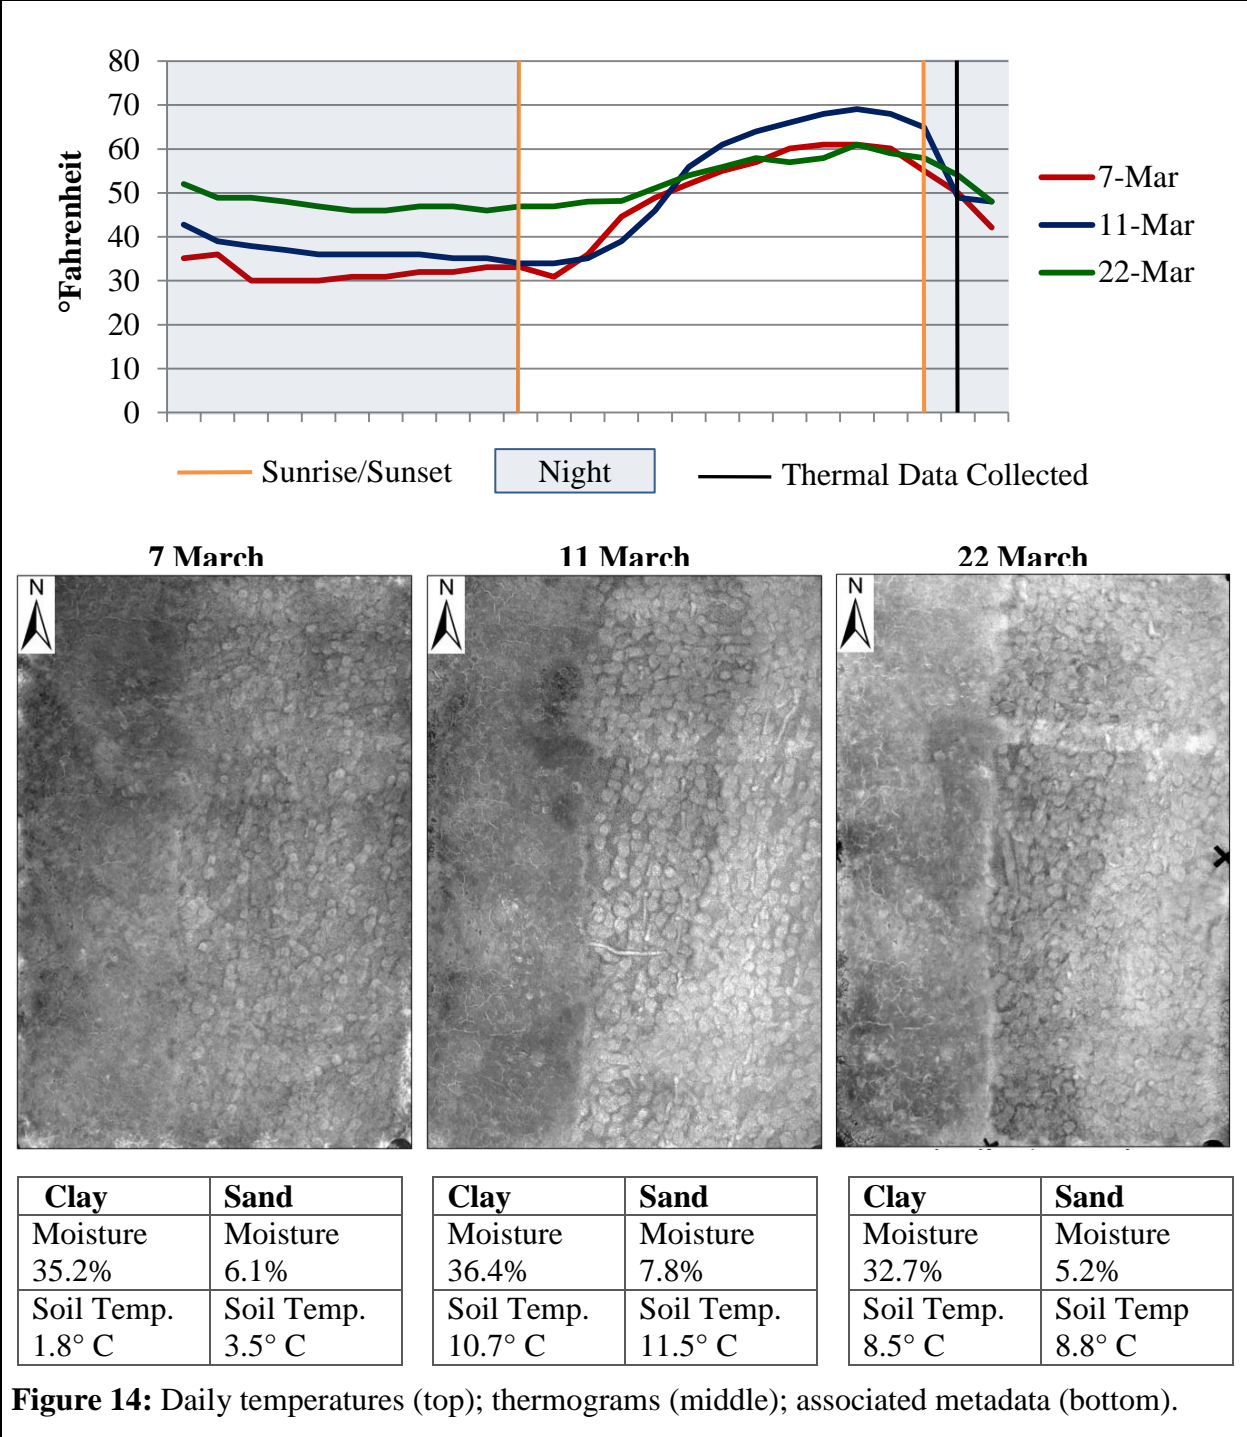 80
70
60
50
40
30
20
10
0
°Fahrenheit
7-Mar
11-Mar
22-Mar
Sunrise/Sunset
Night
Thermal Data Collected
7 March
11 March
22 March
N
N
N
Clay Sand
Moisture Moisture
35.2% 6.1%
Soil Temp. Soil Temp.
1.8° C 3.5° C
Clay Sand
Moisture Moisture
36.4% 7.8%
Soil Temp. Soil Temp.
10.7° C 11.5° C
Clay Sand
Moisture Moisture
32.7% 5.2%
Soil Temp. Soil Temp
8.5° C 8.8° C
Figure 14: Daily temperatures (top); thermograms (middle); associated metadata (bottom).